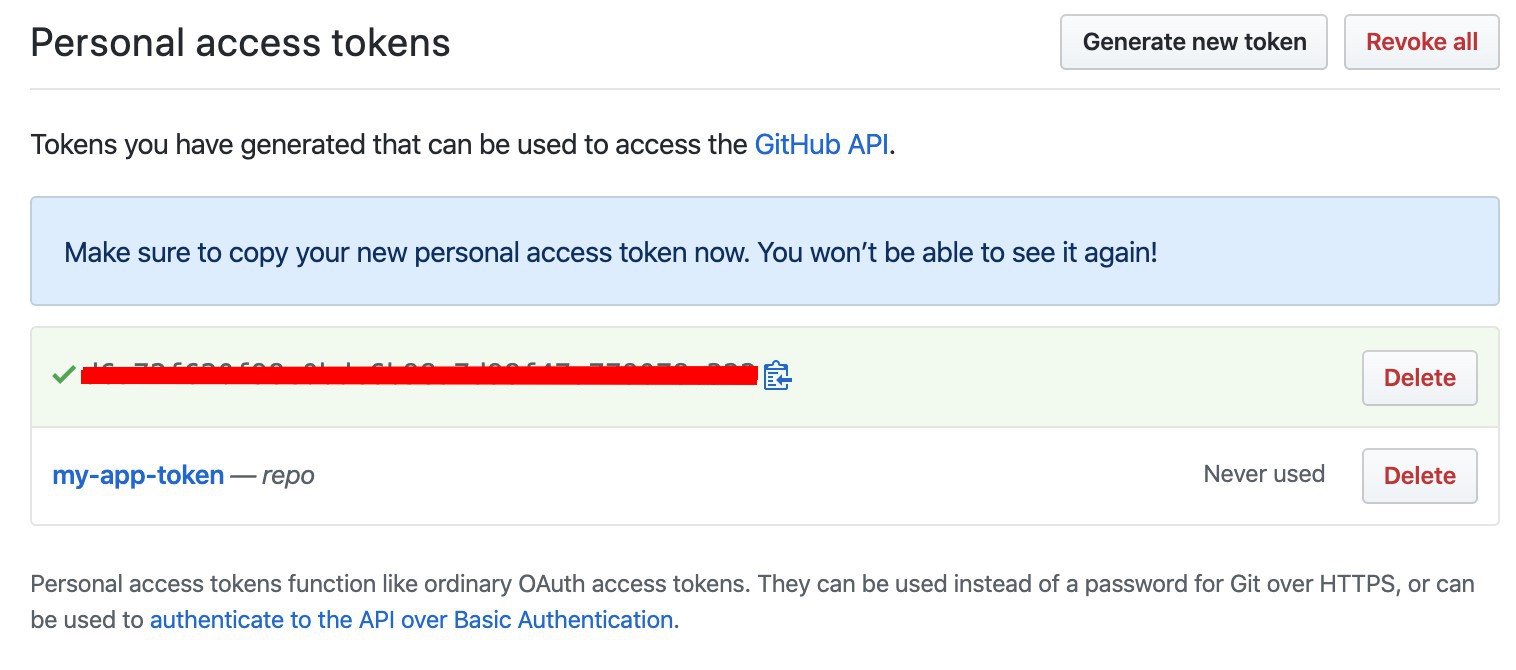 Personal access tokens
Generate new token
Revoke all
Tokens you have generated that can be used to access the GitHub API.
Make sure to copy your new personal access token now. You won’t be able to see it again!
Delete
my-app-token — repo
Never used
Delete
Personal access tokens function like ordinary OAuth access tokens. They can be used instead of a password for Git over HTTPS, or can
be used to authenticate to the API over Basic Authentication.